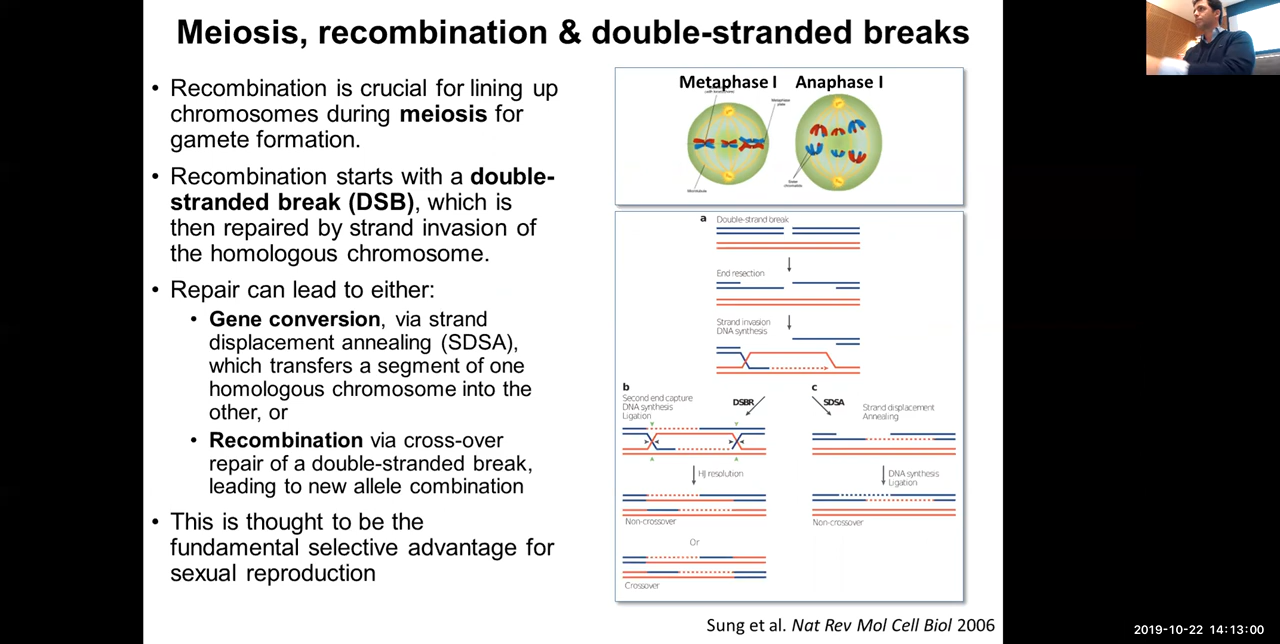 Meiosis, recombination & double-stranded breaks
• Recombination is crucial for lining up
chromosomes during meiosis for
gamete formation.
• Recombination starts with a double-
stranded break (DSB), which is
then repaired by strand invasion of
the homologous chromosome.
• Repair can lead to either:
• Gene conversion, via strand
displacement annealing (SDSA),
which transfers a segment of one
homologous chromosome into the
other, or
• Recombination via cross-over
repair of a double-stranded break,
leading to new allele combination
• This is thought to be the
fundamental selective advantage for
sexual reproduction
Metaphase I Anaphase I
Metaphase
plate
Microtubule
Sister
chromatids
a Double-strand break
End resection
Strand invasion
DNA synthesis
b
Second end capture
DNA synthesis
Ligation
DSBR
HJ resolution
Non-crossover
Or
Crossover
c
SDSA
Strand displacement
Annealing
DNA synthesis
Ligation
Non-crossover
Sung et al. Nat Rev Mol Cell Biol 2006
2019-10-22 14:13:00